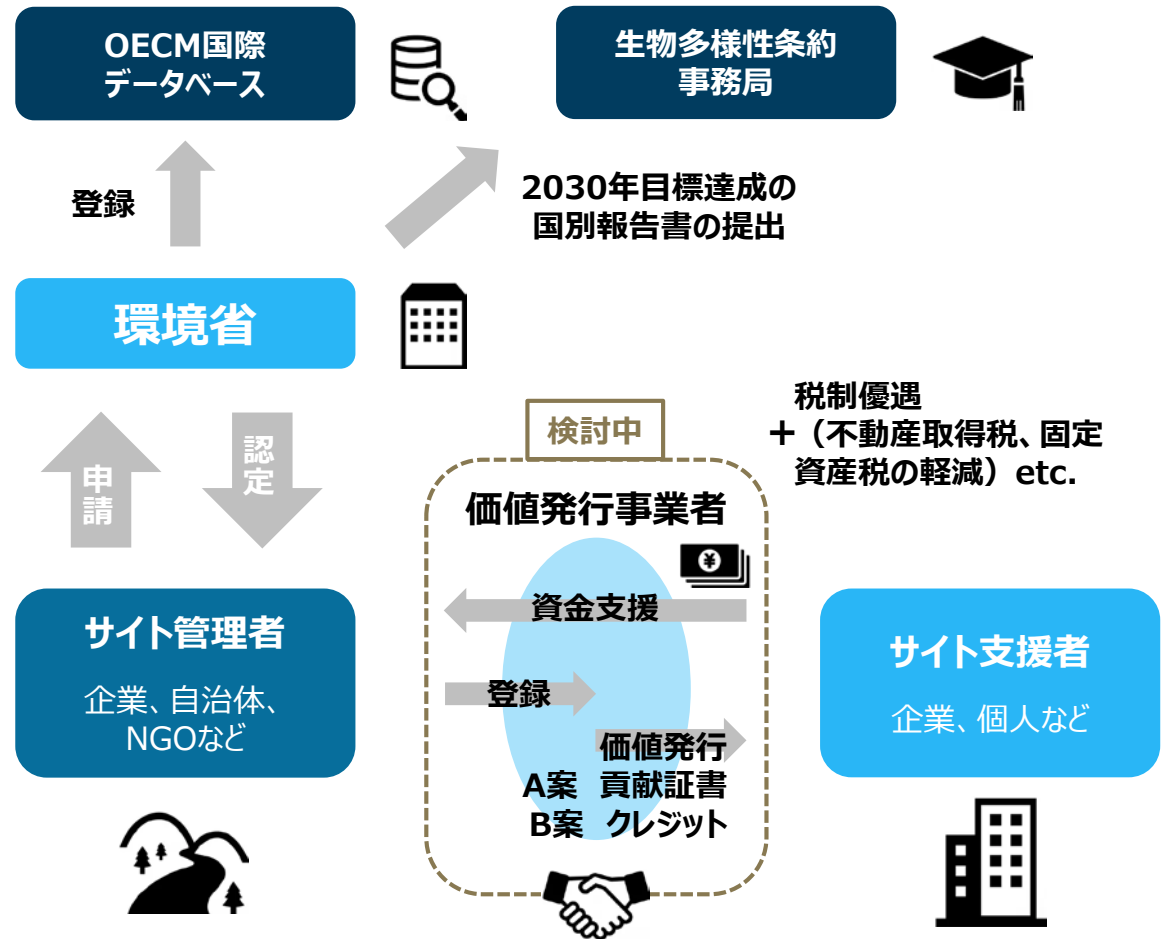 OECM国際
データベース
生物多様性条約
事務局
登録
2030年目標達成の
国別報告書の提出
環境省
申請
認定
検討中
税制優遇
＋（不動産取得税、固定
資産税の軽減）etc.
価値発行事業者
¥
資金支援
登録
価値発行
A案 貢献証書
B案 クレジット
サイト管理者
企業、自治体、
NGOなど
サイト支援者
企業、個人など